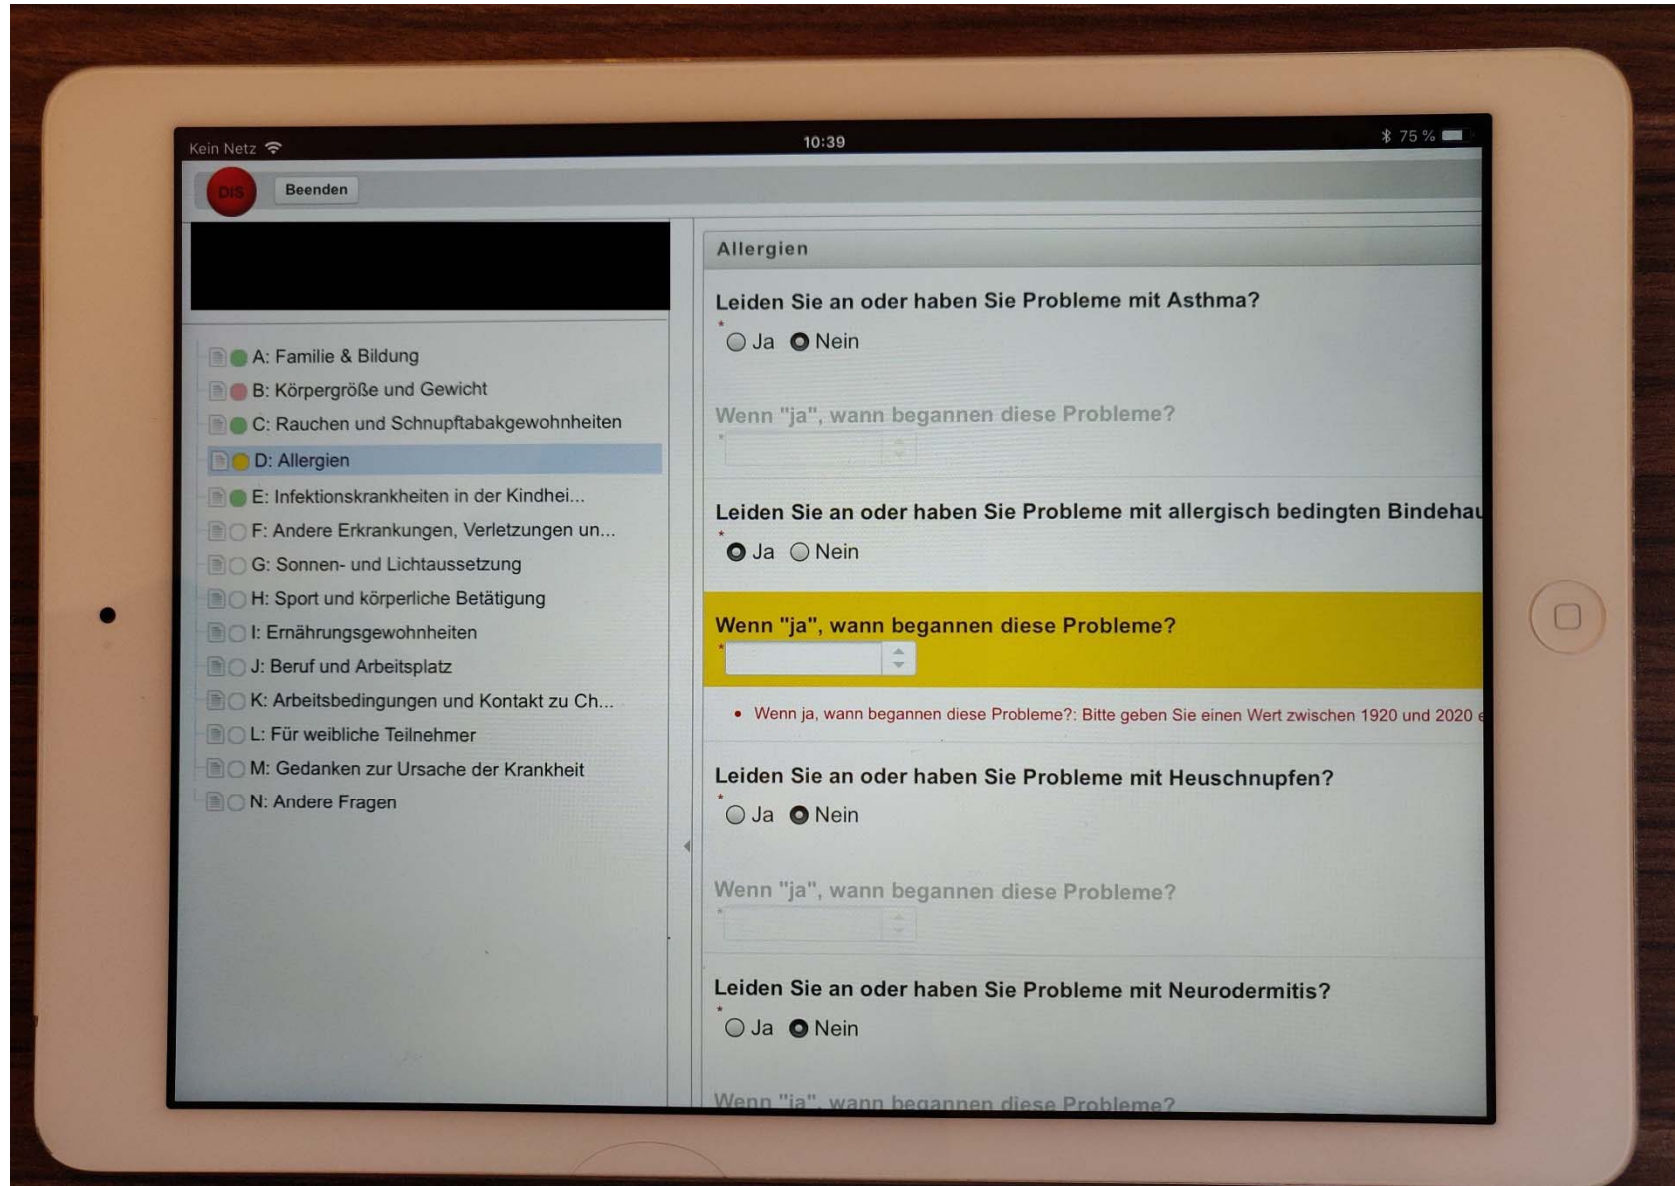 Kein Netz
10:39
75 %
DIS
Beenden
A: Familie & Bildung
B: Körpergröße und Gewicht
C: Rauchen und Schnupftabakgewohnheiten
D: Allergien
E: Infektionskrankheiten in der Kindhei...
F: Andere Erkrankungen, Verletzungen un...
G: Sonnen- und Lichtaussetzung
H: Sport und körperliche Betätigung
I: Ernährungsgewohnheiten
J: Beruf und Arbeitsplatz
K: Arbeitsbedingungen und Kontakt zu Ch...
L: Für weibliche Teilnehmer
M: Gedanken zur Ursache der Krankheit
N: Andere Fragen
Allergien
Leiden Sie an oder haben Sie Probleme mit Asthma?
* Ja Nein
Wenn "ja", wann begannen diese Probleme?
*
Leiden Sie an oder haben Sie Probleme mit allergisch bedingten Bindehau
* Ja Nein
Wenn "ja", wann begannen diese Probleme?
*
• Wenn ja, wann begannen diese Probleme?: Bitte geben Sie einen Wert zwischen 1920 und 2020 e
Leiden Sie an oder haben Sie Probleme mit Heuschnupfen?
* Ja Nein
Wenn "ja", wann begannen diese Probleme?
*
Leiden Sie an oder haben Sie Probleme mit Neurodermitis?
* Ja Nein
Wenn "ja", wann begannen diese Probleme?